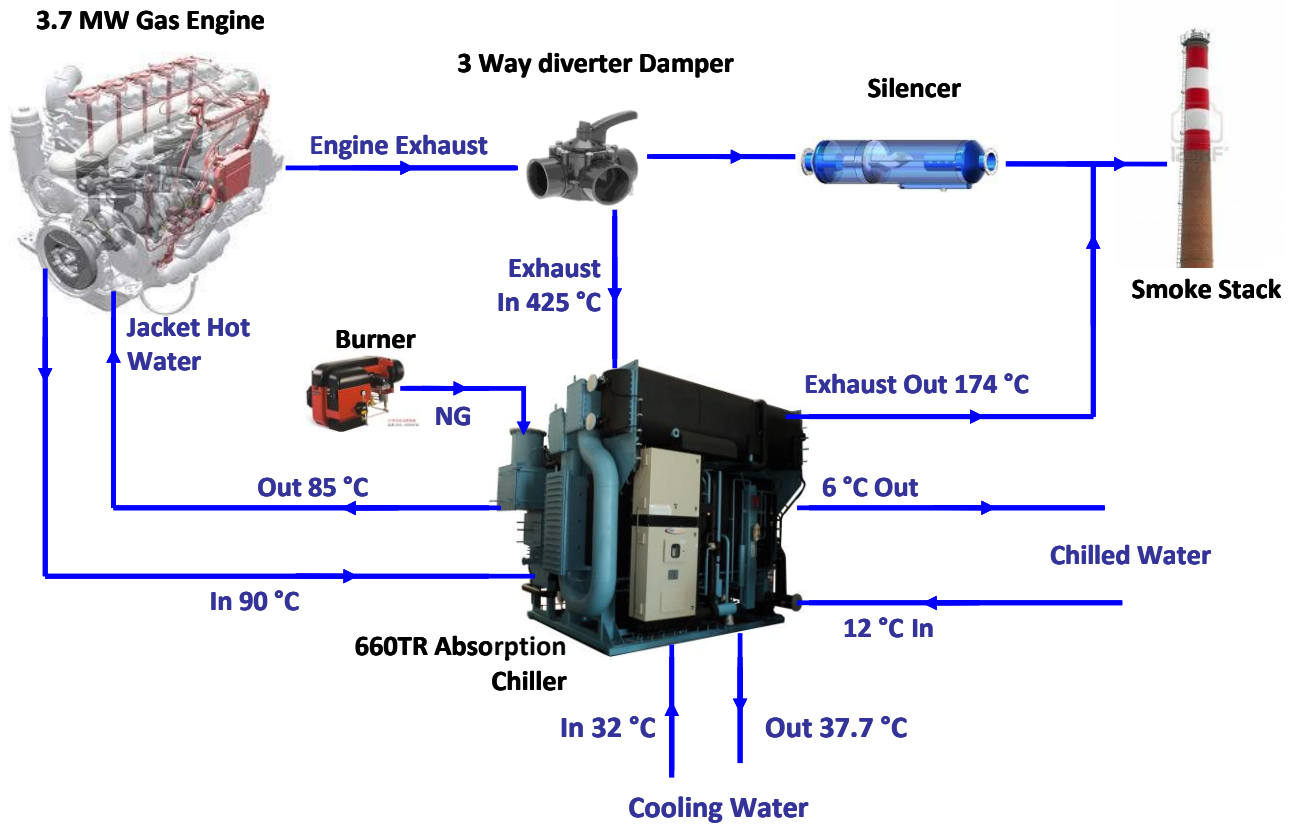 3.7 MW Gas Engine
3 Way diverter Damper
Silencer
Engine Exhaust
Exhaust
In 425 °C
Smoke Stack
Jacket Hot
Water
Burner
NG
Exhaust Out 174 °C
Out 85 °C
6 °C Out
Chilled Water
In 90 °C
12 °C In
660TR Absorption
Chiller
In 32 °C
Out 37.7 °C
Cooling Water